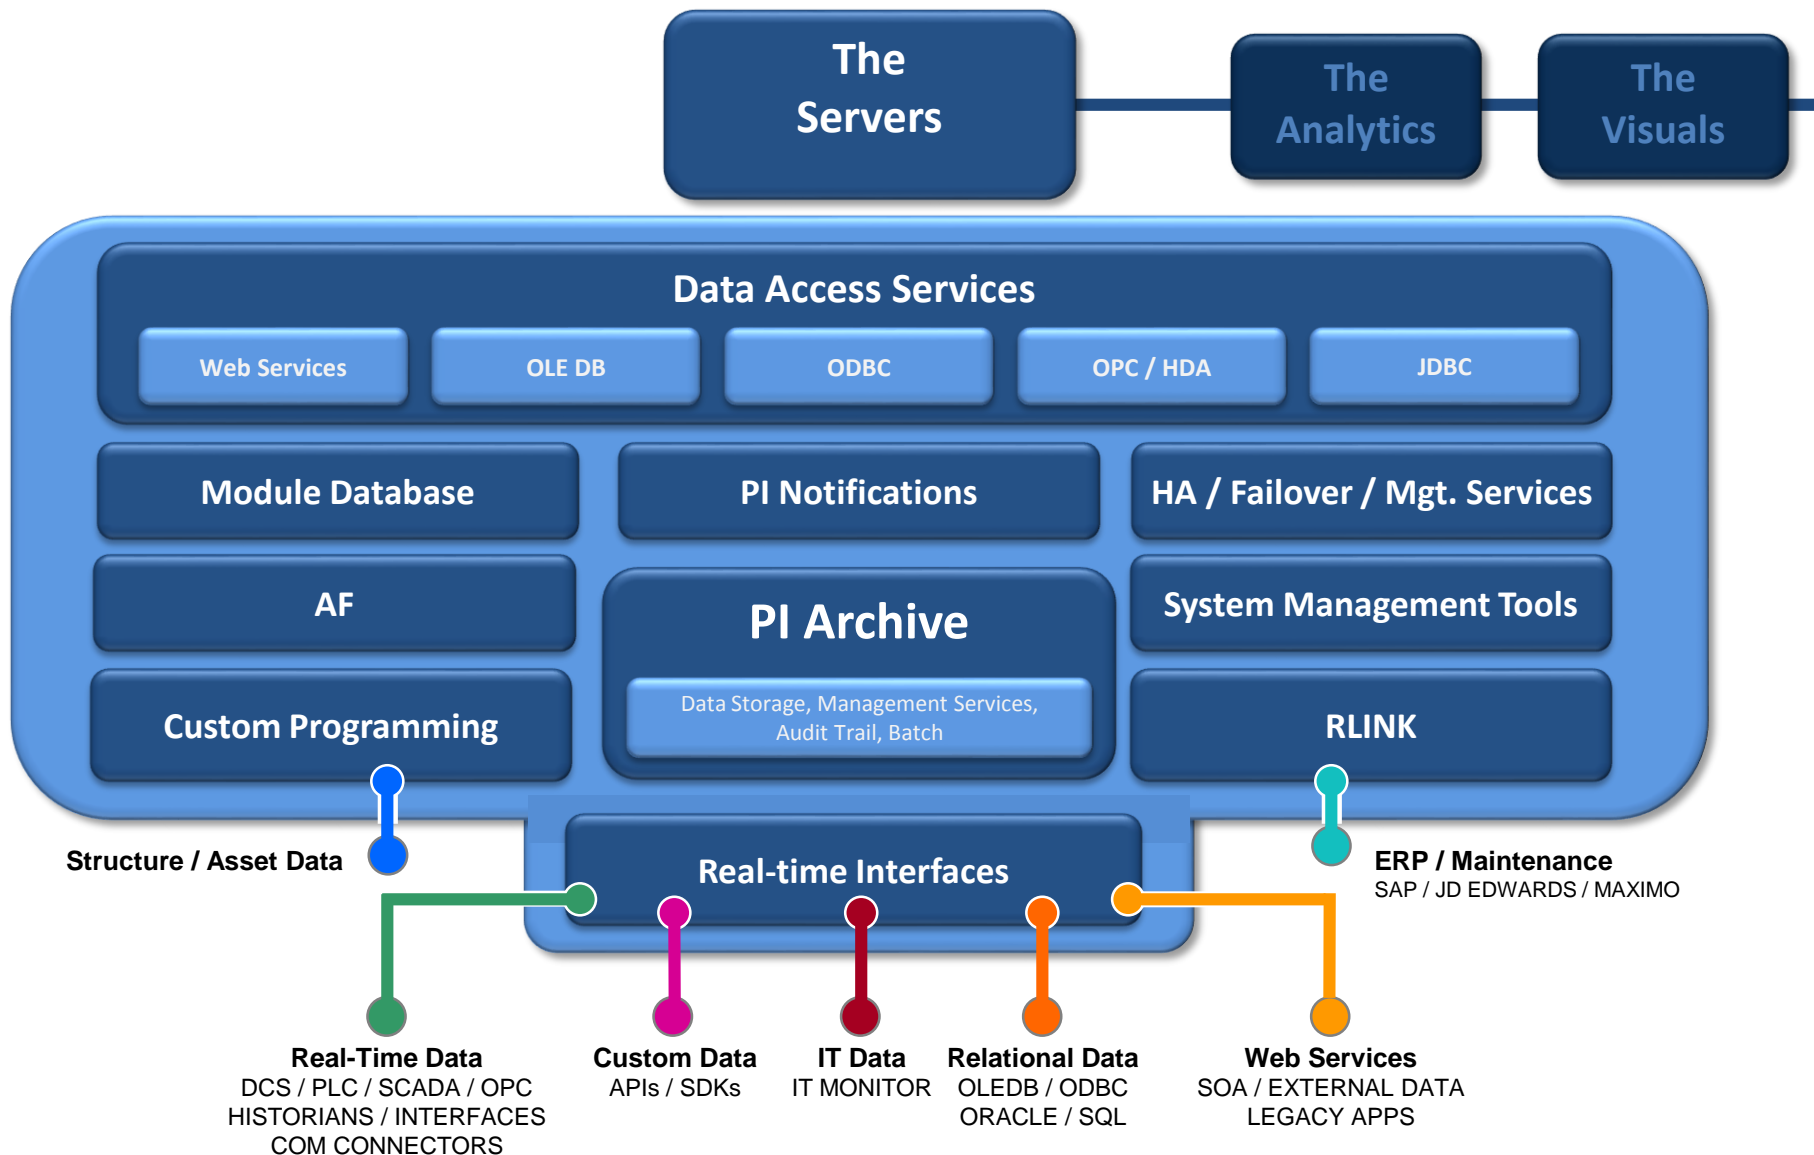 The
Servers
The
Analytics
The
Visuals
Data Access Services
Web Services
OLE DB
ODBC
OPC / HDA
JDBC
Module Database
PI Notifications
HA / Failover / Mgt. Services
AF
PI Archive
System Management Tools
Data Storage, Management Services,
Audit Trail, Batch
Custom Programming
RLINK
Structure / Asset Data
Real-time Interfaces
ERP / Maintenance
SAP / JD EDWARDS / MAXIMO
Real-Time Data
DCS / PLC / SCADA / OPC
HISTORIANS / INTERFACES
COM CONNECTORS
Custom Data
APIs / SDKs
IT Data
IT MONITOR
Relational Data
OLEDB / ODBC
ORACLE / SQL
Web Services
SOA / EXTERNAL DATA
LEGACY APPS